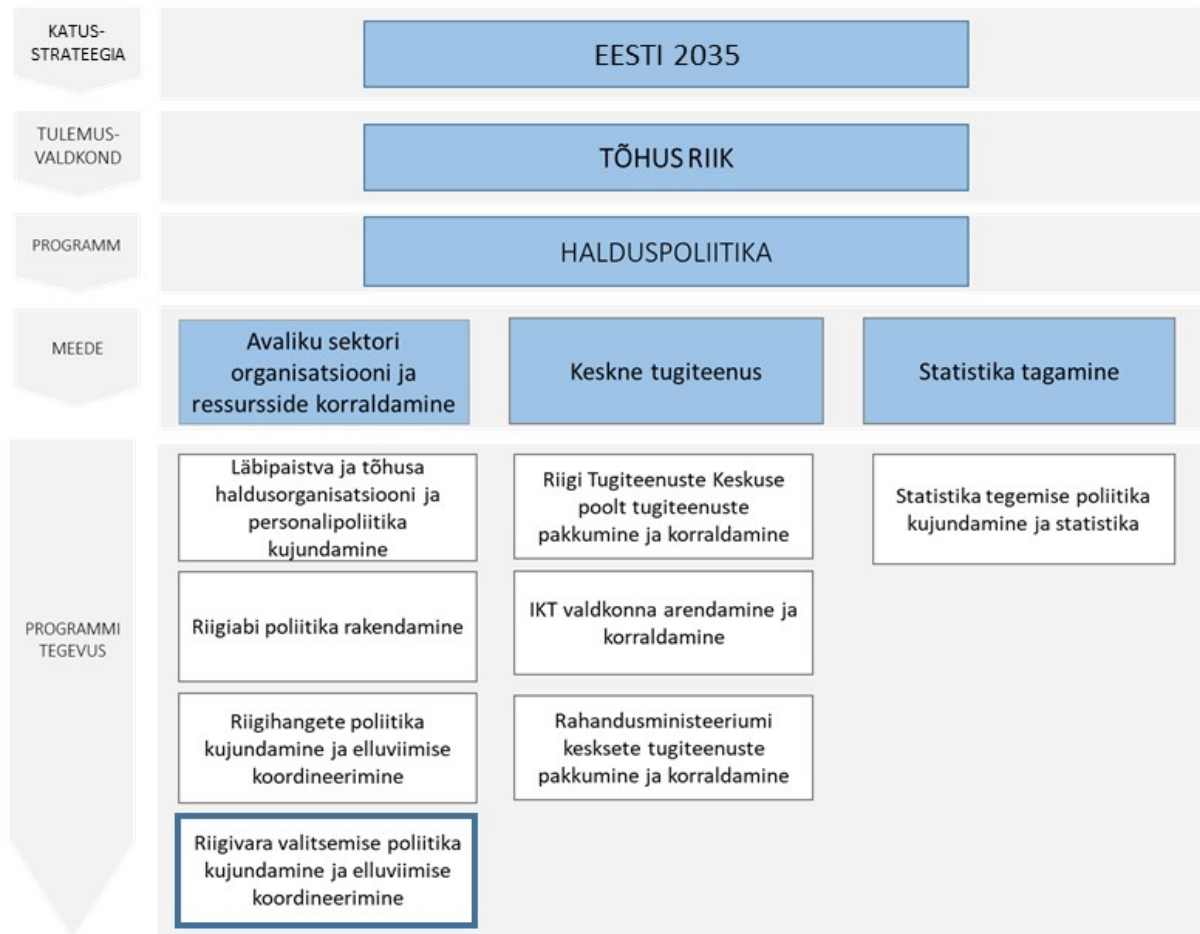 KATUS-
STRATEEGIA
EESTI 2035
TULEMUS-
VALDKOND
TÕHUS RIIK
PROGRAMM
HALDUSPOLIITIKA
MEEDE
Avaliku sektori
organisatsiooni ja
ressursside korraldamine
Keskne tugiteenus
Statistika tagamine
PROGRAMMI
TEGEVUS
Läbipaistva ja tõhusa
haldusorganisatsiooni ja
personalipoliitika
kujundamine
Riigiabi poliitika rakendamine
Riigihangete poliitika
kujundamine ja elluviimise
koordineerimine
Riigivara valitsemise poliitika
kujundamine ja elluviimise
koordineerimine
Riigi Tugiteenuste Keskuse
poolt tugiteenuste
pakkumine ja korraldamine
IKT valdkonna arendamine ja
korraldamine
Rahandusministeeriumi
kesksete tugiteenuste
pakkumine ja korraldamine
Statistika tegemise poliitika
kujundamine ja statistika